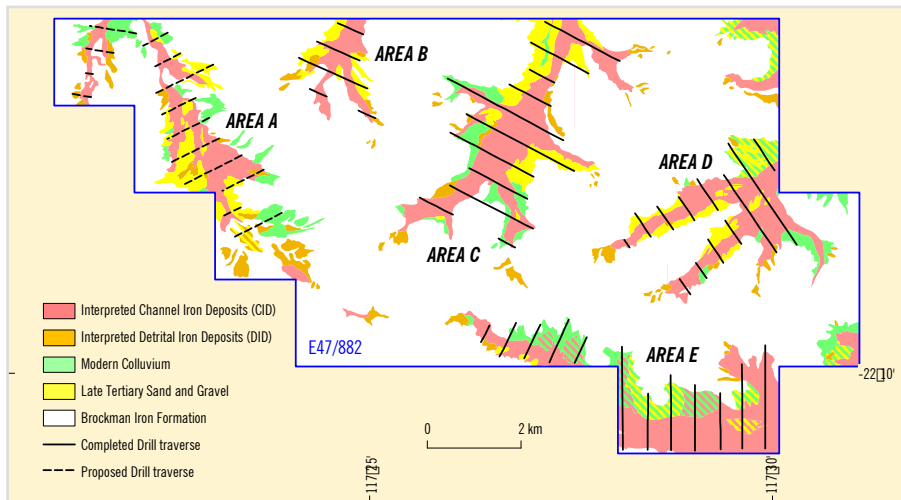 AREA B
AREA A
AREA D
AREA C
Interpreted Channel Iron Deposits (CID)
Interpreted Detrital Iron Deposits (DID)
E47/882
Modern Colluvium
AREA E
22▯10'
Late Tertiary Sand and Gravel
Brockman Iron Formation
0 2 km
Completed Drill traverse
Proposed Drill traverse
117▯25'
117▯30'